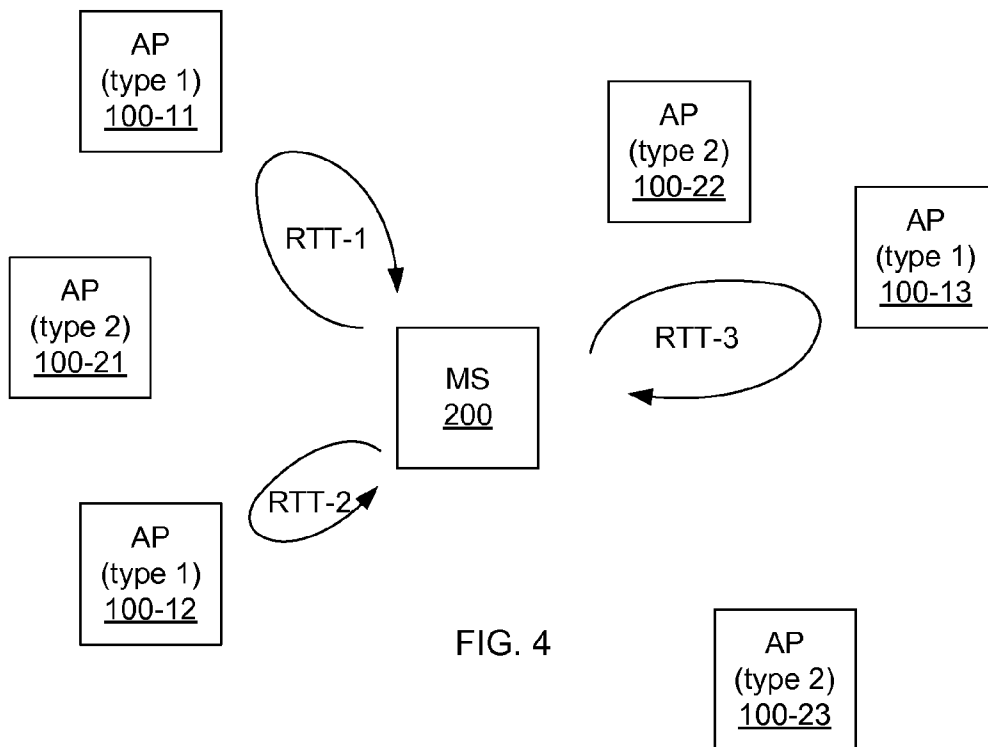 AP
(type 1)
100-11
AP
(type 2)
100-22
AP
(type 1)
100-13
RTT-1
AP
(type 2)
100-21
RTT-3
MS
200
RTT-2
AP
(type 1)
100-12
FIG. 4
AP
(type 2)
100-23